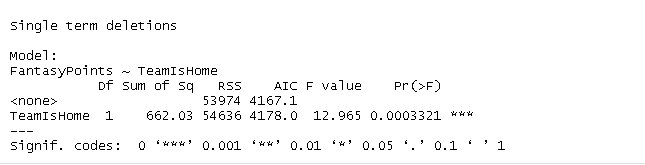 Single term deletions
Model:
FantasyPoints ~ TeamIsHome
Df Sum of Sq RSS AIC F value Pr(>F)
<none> 53974 4167.1
TeamIsHome 1 662.03 54636 4178.0 12.965 0.0003321 ***
---
Signif. codes: 0 ‘***’ 0.001 ‘**’ 0.01 ‘*’ 0.05 ‘.’ 0.1 ‘ ’ 1